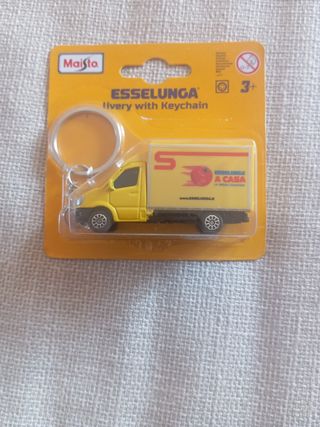 Maisto
ESSELUNGA
livery with Keychain
3+
S
ESSELUNGA
A CASA
www.ESSELUNGA.it